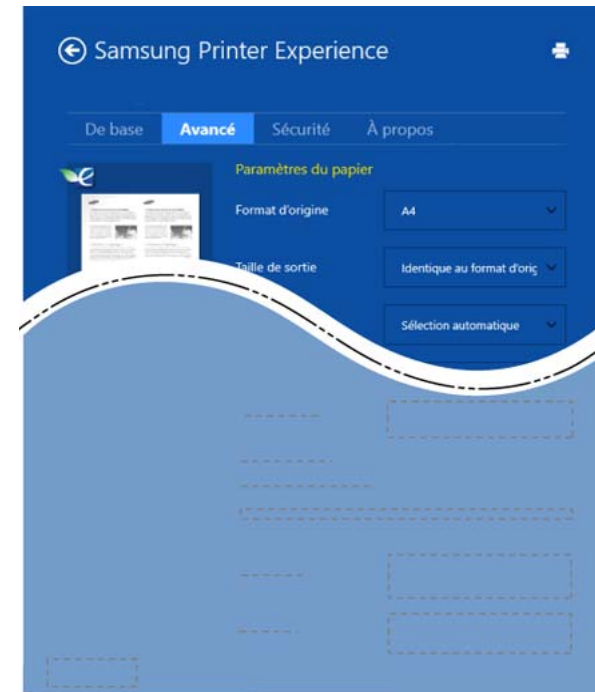 Samsung Printer Experience
De base Avancé Sécurité À propos
Paramètres du papier
Format d'origine A4
Taille de sortie Identique au format d'orig
Sélection automatique